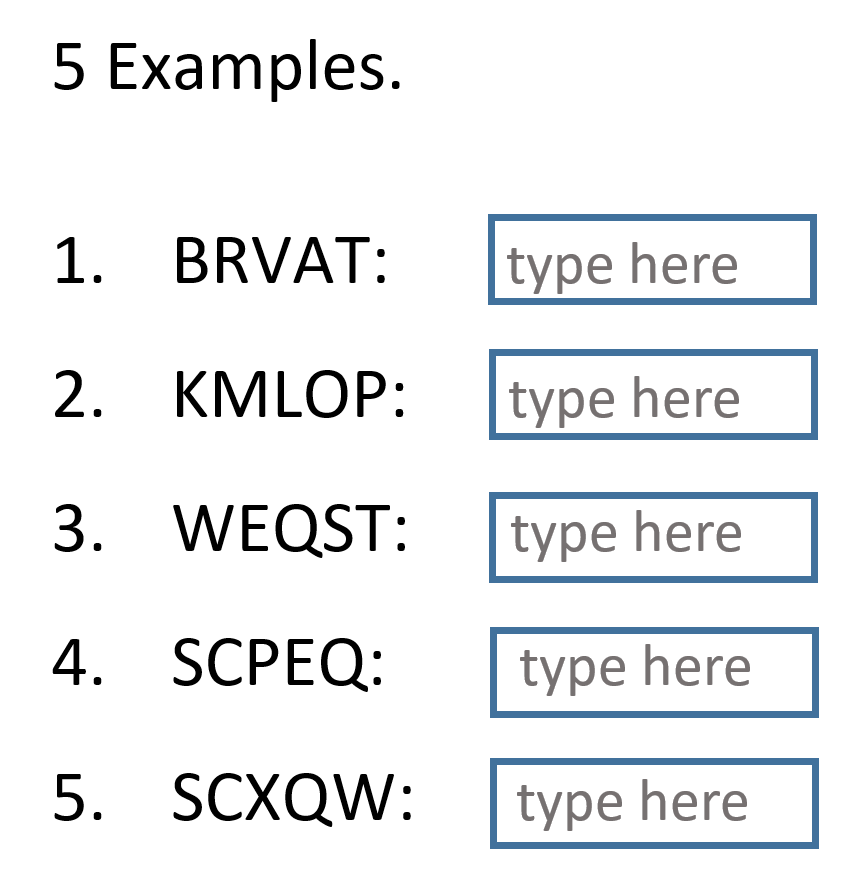 5 Examples.
1. BRVAT: type here
2. KMLOP: type here
3. WEQST: type here
4. SCPEQ: type here
5. SCXQW: type here